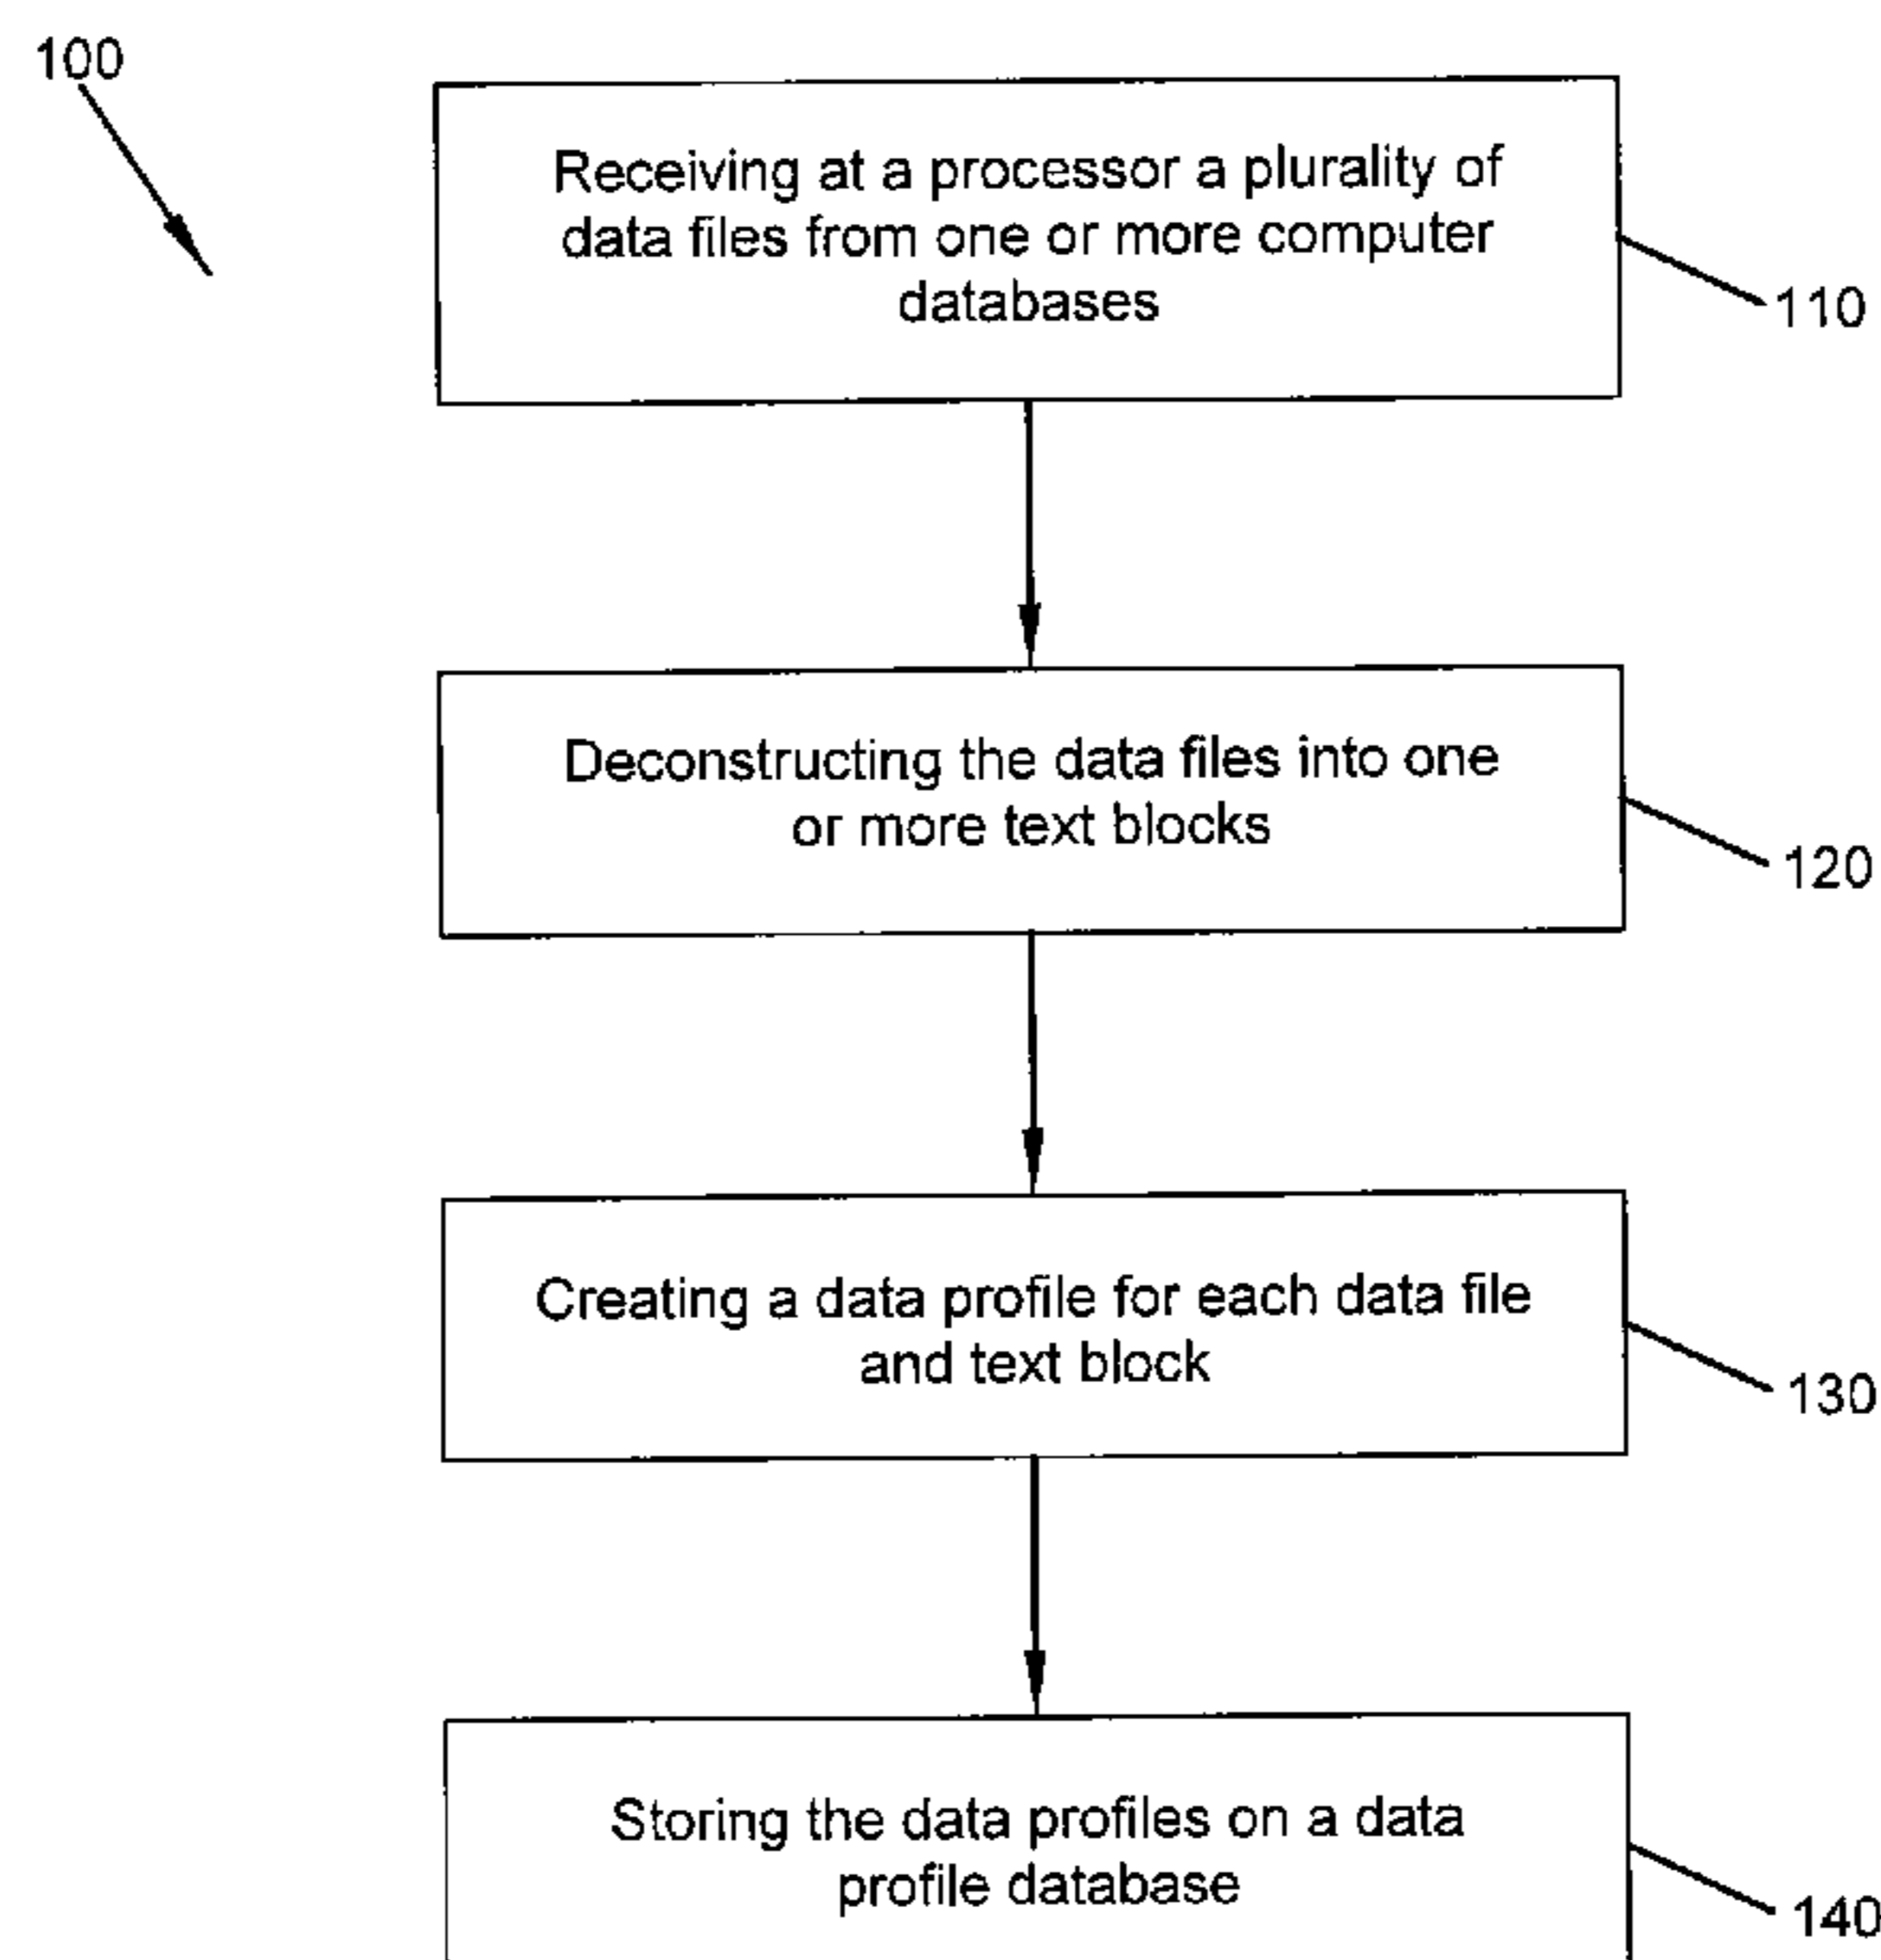 100
Receiving at a processor a plurality of
data files from one or more computer
databases
110
Deconstructing the data files into one
or more text blocks
120
Creating a data profile for each data file
and text block
130
Storing the data profiles on a data
profile database
140